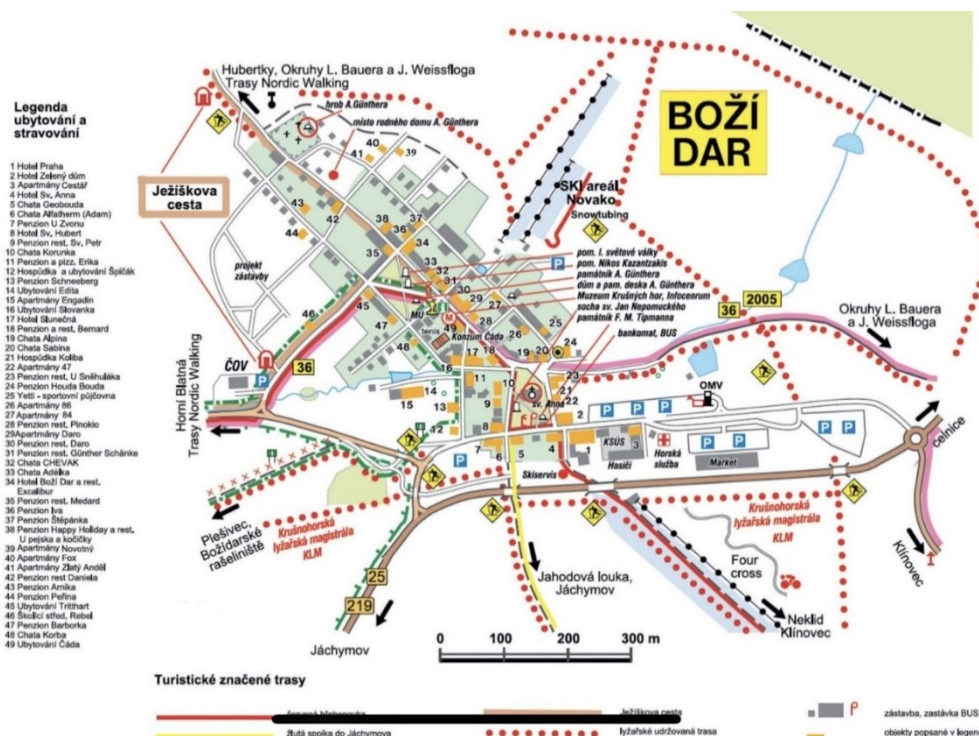 Legenda
ubytování a
stravování
1 Hotel Praha
2 Hotel Zelený dům
3 Apartmány Cestář
4 Hotel Sv. Anna
5 Chata Geobouda
6 Chata Alfatherm (Adam)
7 Penzion U Zvonu
8 Hotel Sv. Hubert
9 Penzion rest. Sv. Petr
10 Chata Korunka
11 Penzion a pizz. Erika
12 Hospůdka a ubytování Špičák
13 Penzion Schneeberg
14 Ubytování Edita
15 Apartmány Engadin
16 Ubytování Slovanka
17 Hotel Slunečná
18 Penzion a rest. Bernard
19 Chata Alpina
20 Chata Sabina
21 Hospůdka Koliba
22 Apartmány 47
23 Penzion rest. U Sněhuláka
24 Penzion Houda Bouda
25 Yetti - sportovní půjčovna
26 Apartmány 86
27 Apartmány 84
28 Penzion rest. Pinokio
29Apartmány Daro
30 Penzion rest. Daro
31 Penzion rest. Günther Schänke
32 Chata CHEVAK
33 Chata Adélka
34 Hotel Boží Dar a rest.
Excalibur
35 Penzion rest. Medard
36 Penzion Iva
37 Penzion Štěpánka
38 Penzion Happy Holiday a rest.
U pejska a kočičky
39 Apartmány Novotný
40 Apartmány Fox
41 Apartmány Zlatý Anděl
42 Penzion rest Daniela
43 Penzion Arnika
44 Penzion Peřina
45 Ubytování Tritthart
46 Školící střed. Rebel
47 Penzion Barborka
48 Chata Korba
49 Ubytování Čáda
Hubertky, Okruhy L. Bauera a J. Weissfloga
Trasy Nordic Walking
hrob A.Günthera
místo rodného domu A. Günthera
BOŽÍ
DAR
Ježíškova
cesta
SKI areál
Novako
Snowtubing
projekt
zástavby
pom. I. světové války
pom. Nikos Kazantzakis
památník A. Günthera
dům a pam. deska A. Günthera
Muzeum Krušných hor, Infocenrum
socha sv. Jan Nepomuckého
památník F. M. Tipmanna
bankomat, BUS
MÚ
tenis
Konzum Čáda
sv. Anna
36
2005
Okruhy L. Bauera
a J. Weissfloga
ČOV
36
Horní Blatná
Trasy Nordic Walking
OMV
KSÚS
Hasiči
Horská
služba
Market
Skiservis
celnice
Klínovec
Plešivec,
Božídarské
rašeliniště
Krušnohorská
lyžařská magistrála
KLM
Krušnohorská
lyžařská magistrála
KLM
Four
cross
Jahodová louka,
Jáchymov
Neklid
Klínovec
25
219
Jáchymov
0 100 200 300 m
Turistické značené trasy
Ježíškova cesta
zástavba, zastávka BUS
žlutá spojka do Jáchymova
lyžařsky udržovaná trasa
objekty popsané v legendě